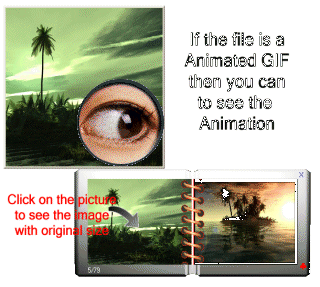 If the file is a
Animated GIF
then you can
to see the
Animation
Click on the picture
to see the image
with original size
5/79
X